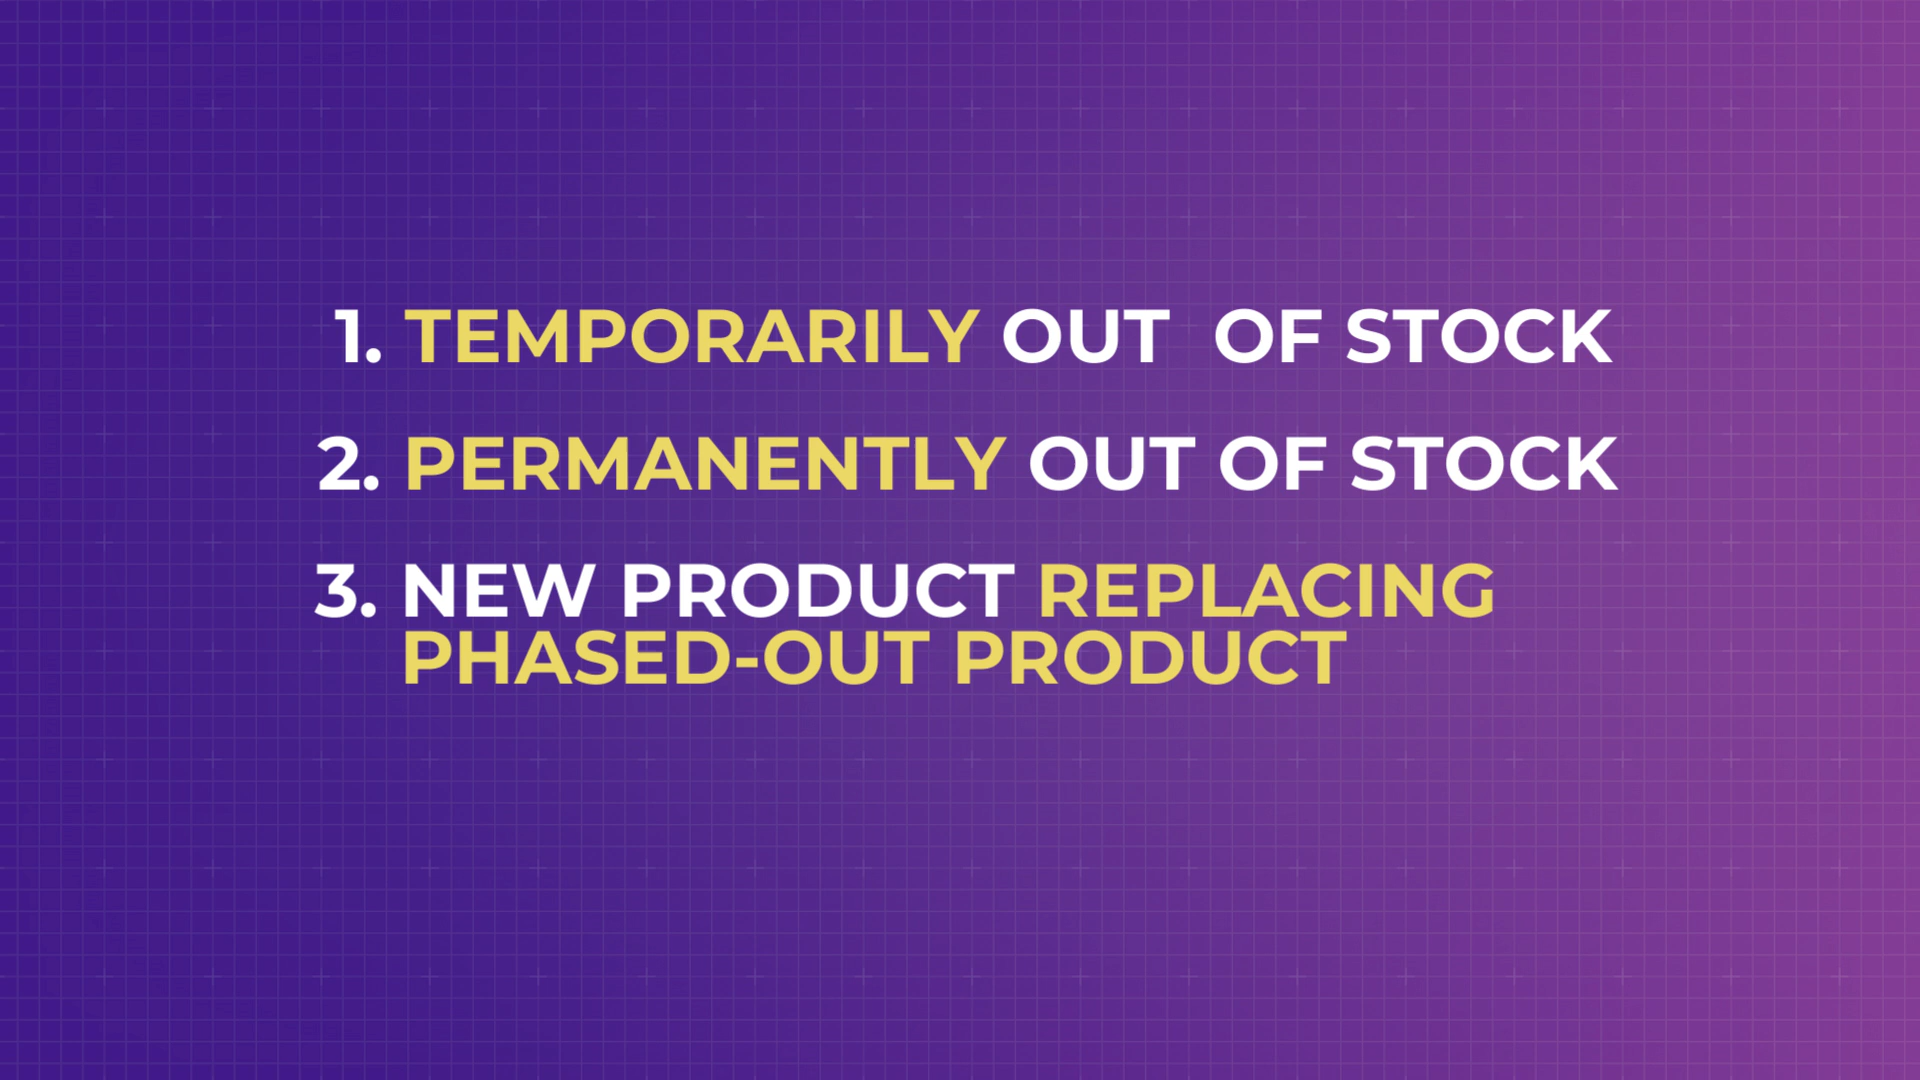 1. TEMPORARILY OUT  OF STOCK
2. PERMANENTLY OUT OF STOCK
3. NEW PRODUCT REPLACING
PHASED-OUT PRODUCT